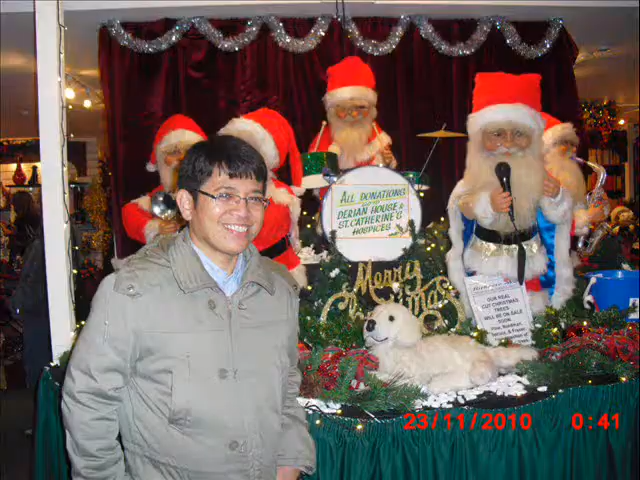 ALL DONATIONS
DERIAN HOUSE &
ST. CATHERINE'S
HOSPICES
Merry
Christmas
OUR REAL
CUT CHRISTMAS
TREES
WILL BE ON SALE
SOON
23/11/2010 0:41